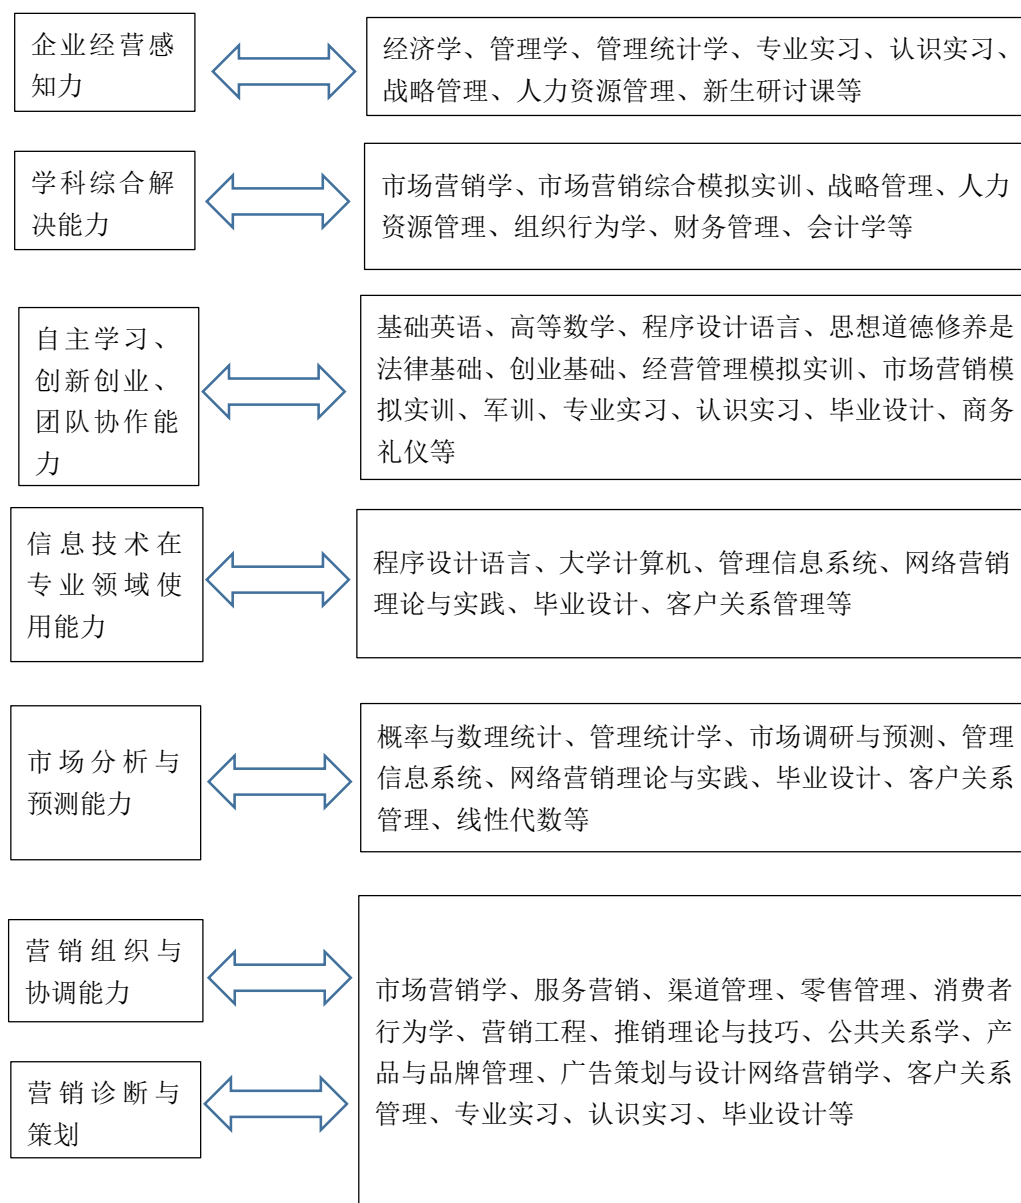 企业经营感
知力
经济学、管理学、管理统计学、专业实习、认识实习、
战略管理、人力资源管理、新生研讨课等
学科综合解
决能力
市场营销学、市场营销综合模拟实训、战略管理、人力
资源管理、组织行为学、财务管理、会计学等
自主学习、
创新创业、
团队协作能
力
基础英语、高等数学、程序设计语言、思想道德修养是
法律基础、创业基础、经营管理模拟实训、市场营销模
拟实训、军训、专业实习、认识实习、毕业设计、商务
礼仪等
信息技术在
专业领域使
用能力
程序设计语言、大学计算机、管理信息系统、网络营销
理论与实践、毕业设计、客户关系管理等
市场分析与
预测能力
概率与数理统计、管理统计学、市场调研与预测、管理
信息系统、网络营销理论与实践、毕业设计、客户关系
管理、线性代数等
营销组织与
协调能力
营销诊断与
策划
市场营销学、服务营销、渠道管理、零售管理、消费者
行为学、营销工程、推销理论与技巧、公共关系学、产
品与品牌管理、广告策划与设计网络营销学、客户关系
管理、专业实习、认识实习、毕业设计等